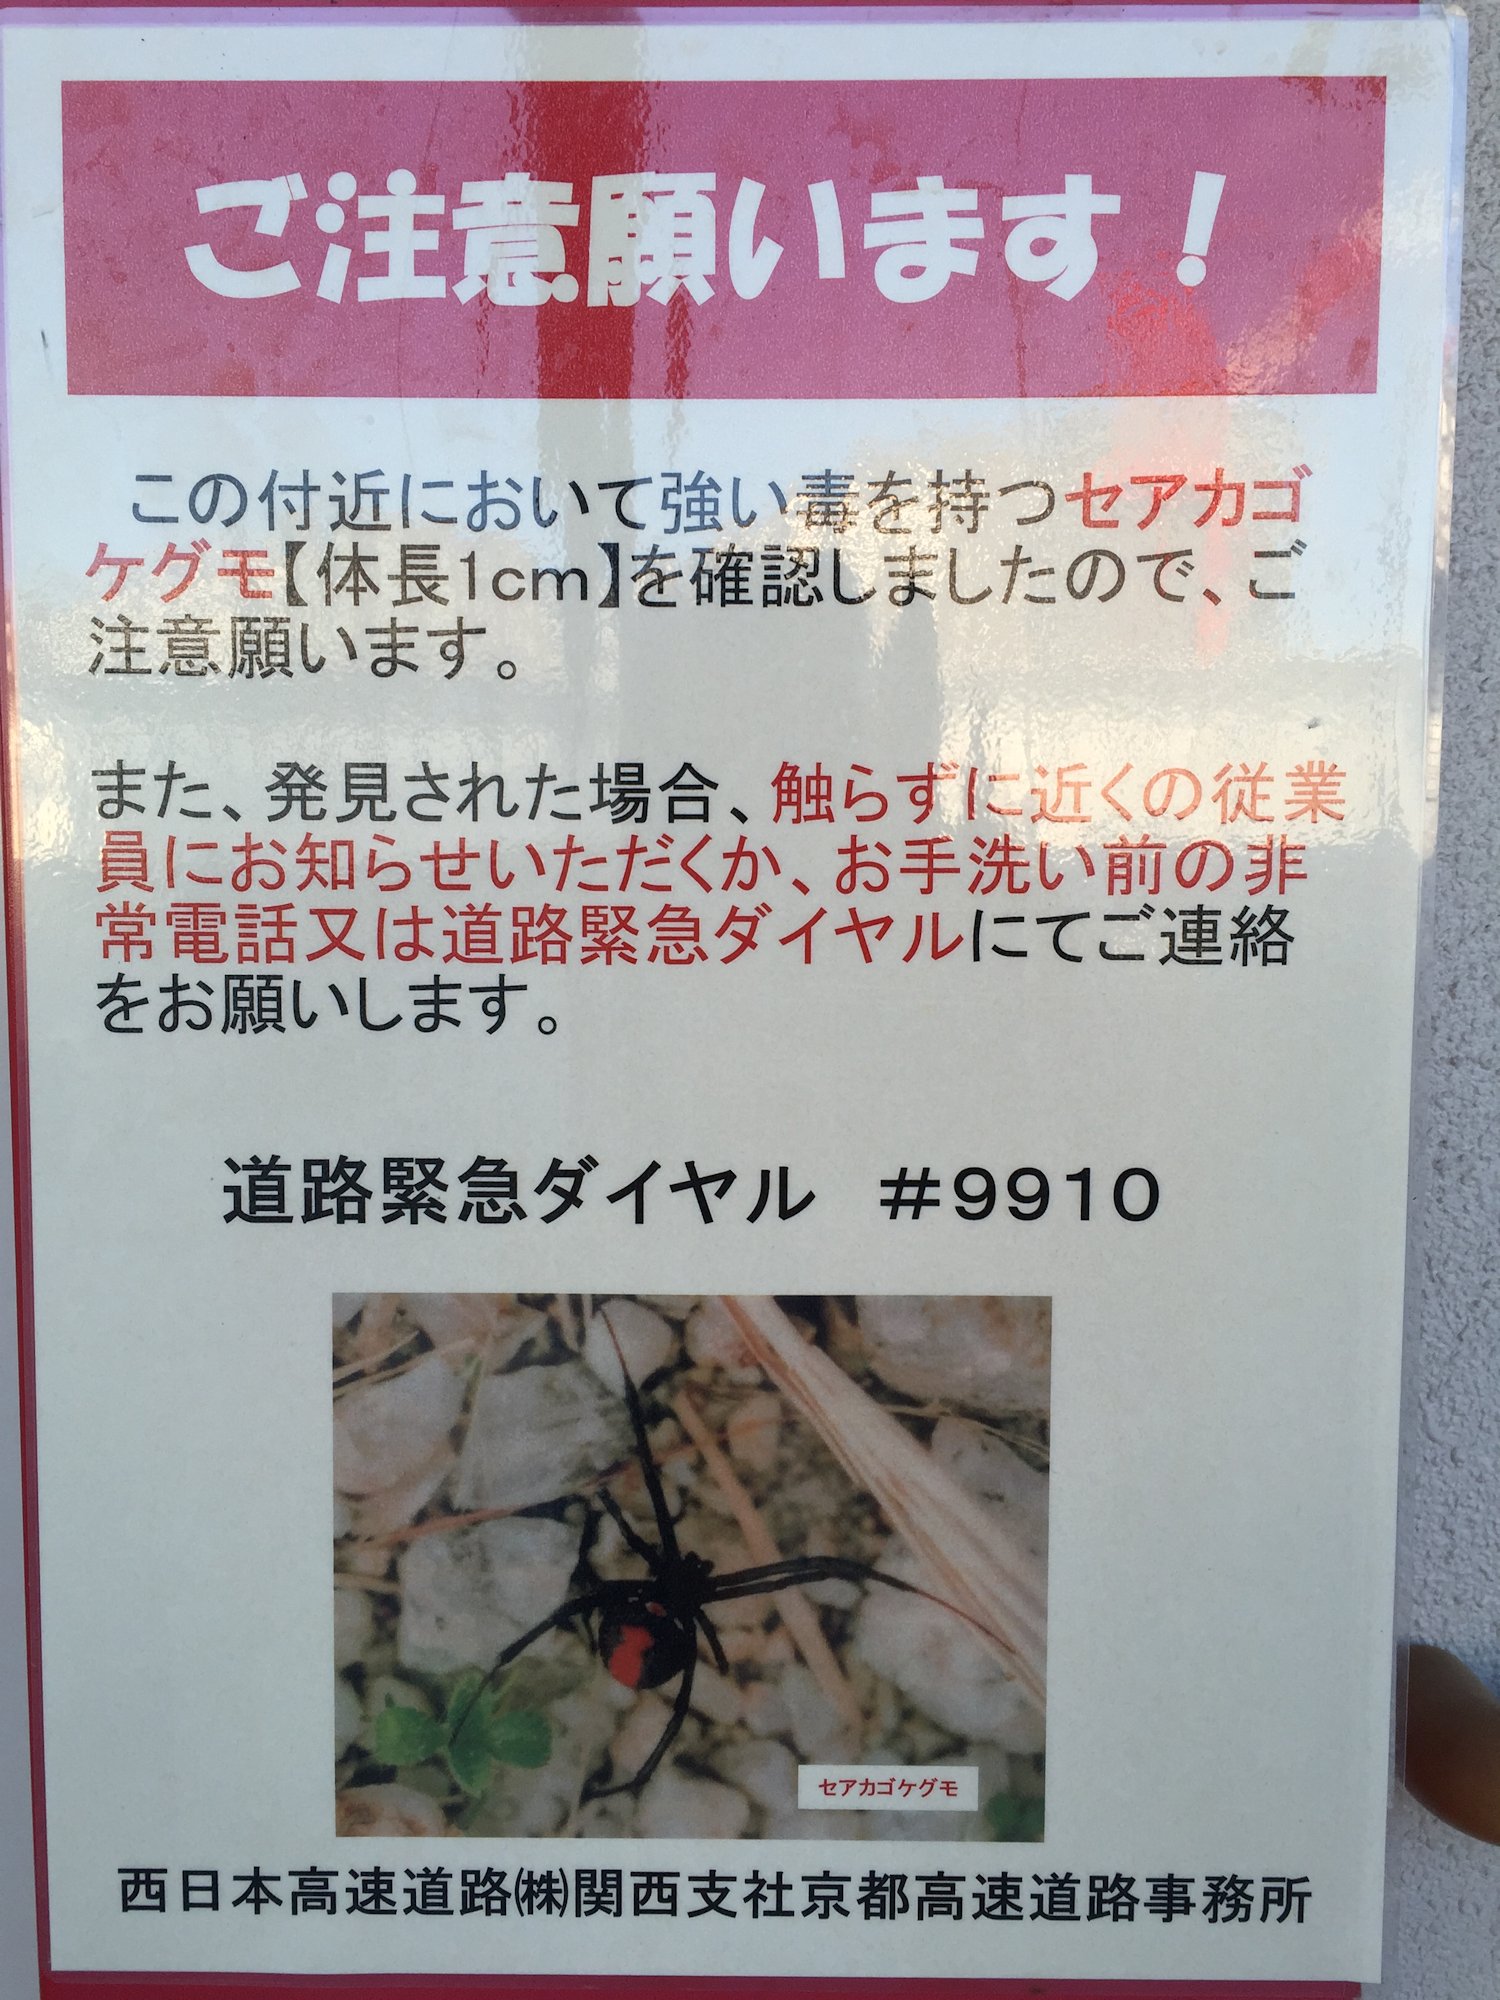 ご注意願います！
この付近において強い毒を持つセアカゴ
ケグモ【体長1cm】を確認しましたので、ご
注意願います。
また、発見された場合、触らずに近くの従業
員にお知らせいただくか、お手洗い前の非
常電話又は道路緊急ダイヤルにてご連絡
をお願いします。
道路緊急ダイヤル　＃９９１０
セアカゴケグモ
西日本高速道路㈱関西支社京都高速道路事務所